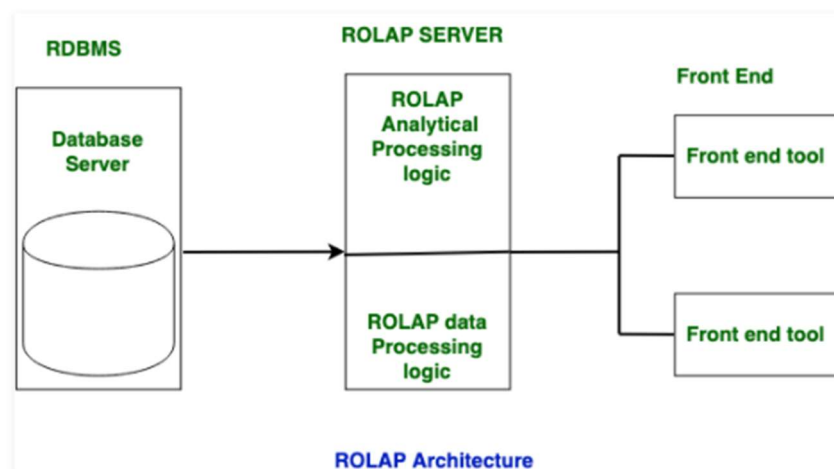 RDBMS
Database
Server
ROLAP SERVER
ROLAP
Analytical
Processing
logic
ROLAP data
Processing
logic
Front End
Front end tool
Front end tool
ROLAP Architecture